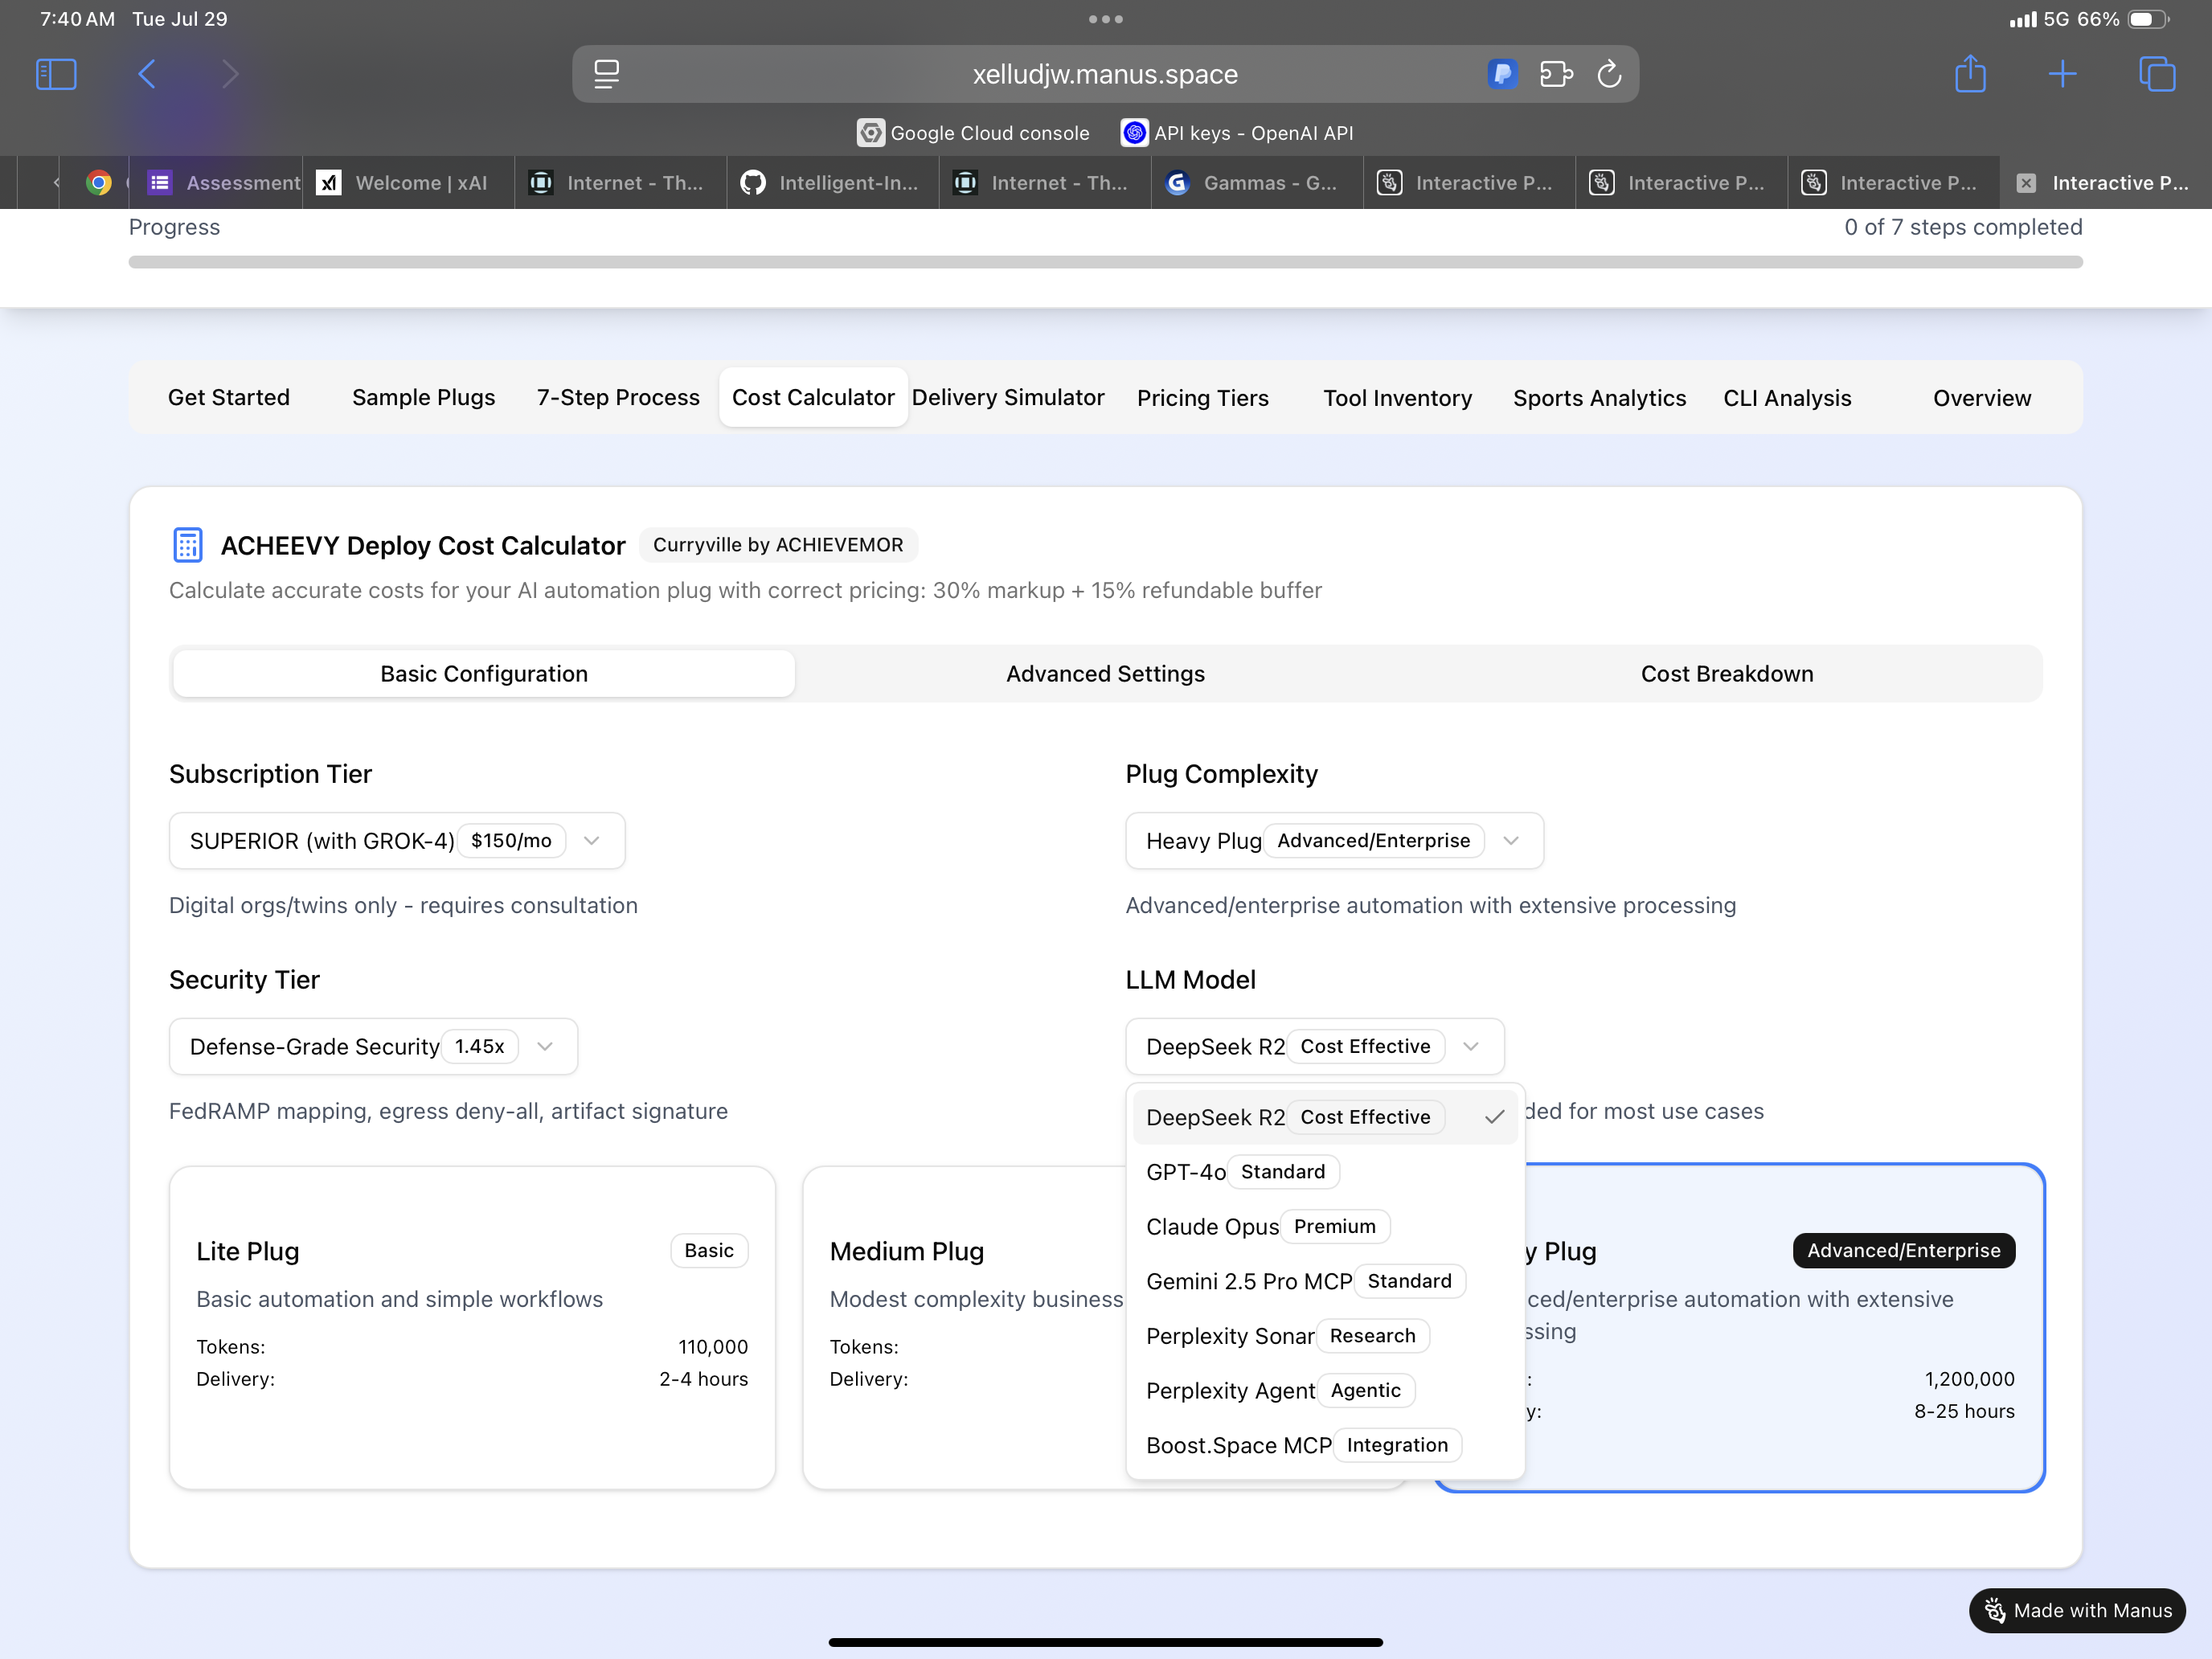 7:40 AM Tue Jul 29
5G 66%
xelludjw.manus.space
Google Cloud console
API keys - OpenAI API
Assessment
Welcome | xAI
Internet - Th...
Intelligent-In...
Internet - Th...
Gammas - G...
Interactive P...
Interactive P...
Interactive P...
Interactive P...
Progress
0 of 7 steps completed
Get Started
Sample Plugs
7-Step Process
Cost Calculator
Delivery Simulator
Pricing Tiers
Tool Inventory
Sports Analytics
CLI Analysis
Overview
ACHEEVY Deploy Cost Calculator
Curryville by ACHIEVEMOR
Calculate accurate costs for your AI automation plug with correct pricing: 30% markup + 15% refundable buffer
Basic Configuration
Advanced Settings
Cost Breakdown
Subscription Tier
SUPERIOR (with GROK-4) $150/mo
Digital orgs/twins only - requires consultation
Plug Complexity
Heavy Plug Advanced/Enterprise
Advanced/enterprise automation with extensive processing
Security Tier
Defense-Grade Security 1.45x
FedRAMP mapping, egress deny-all, artifact signature
LLM Model
DeepSeek R2 Cost Effective
DeepSeek R2 Cost Effective
GPT-4o Standard
Claude Opus Premium
Gemini 2.5 Pro MCP Standard
Perplexity Sonar Research
Perplexity Agent Agentic
Boost.Space MCP Integration
ded for most use cases
Lite Plug
Basic
Basic automation and simple workflows
Tokens: 110,000
Delivery: 2-4 hours
Medium Plug
Modest complexity business
Tokens:
Delivery:
y Plug
Advanced/Enterprise
ced/enterprise automation with extensive
ssing
: 1,200,000
y: 8-25 hours
Made with Manus